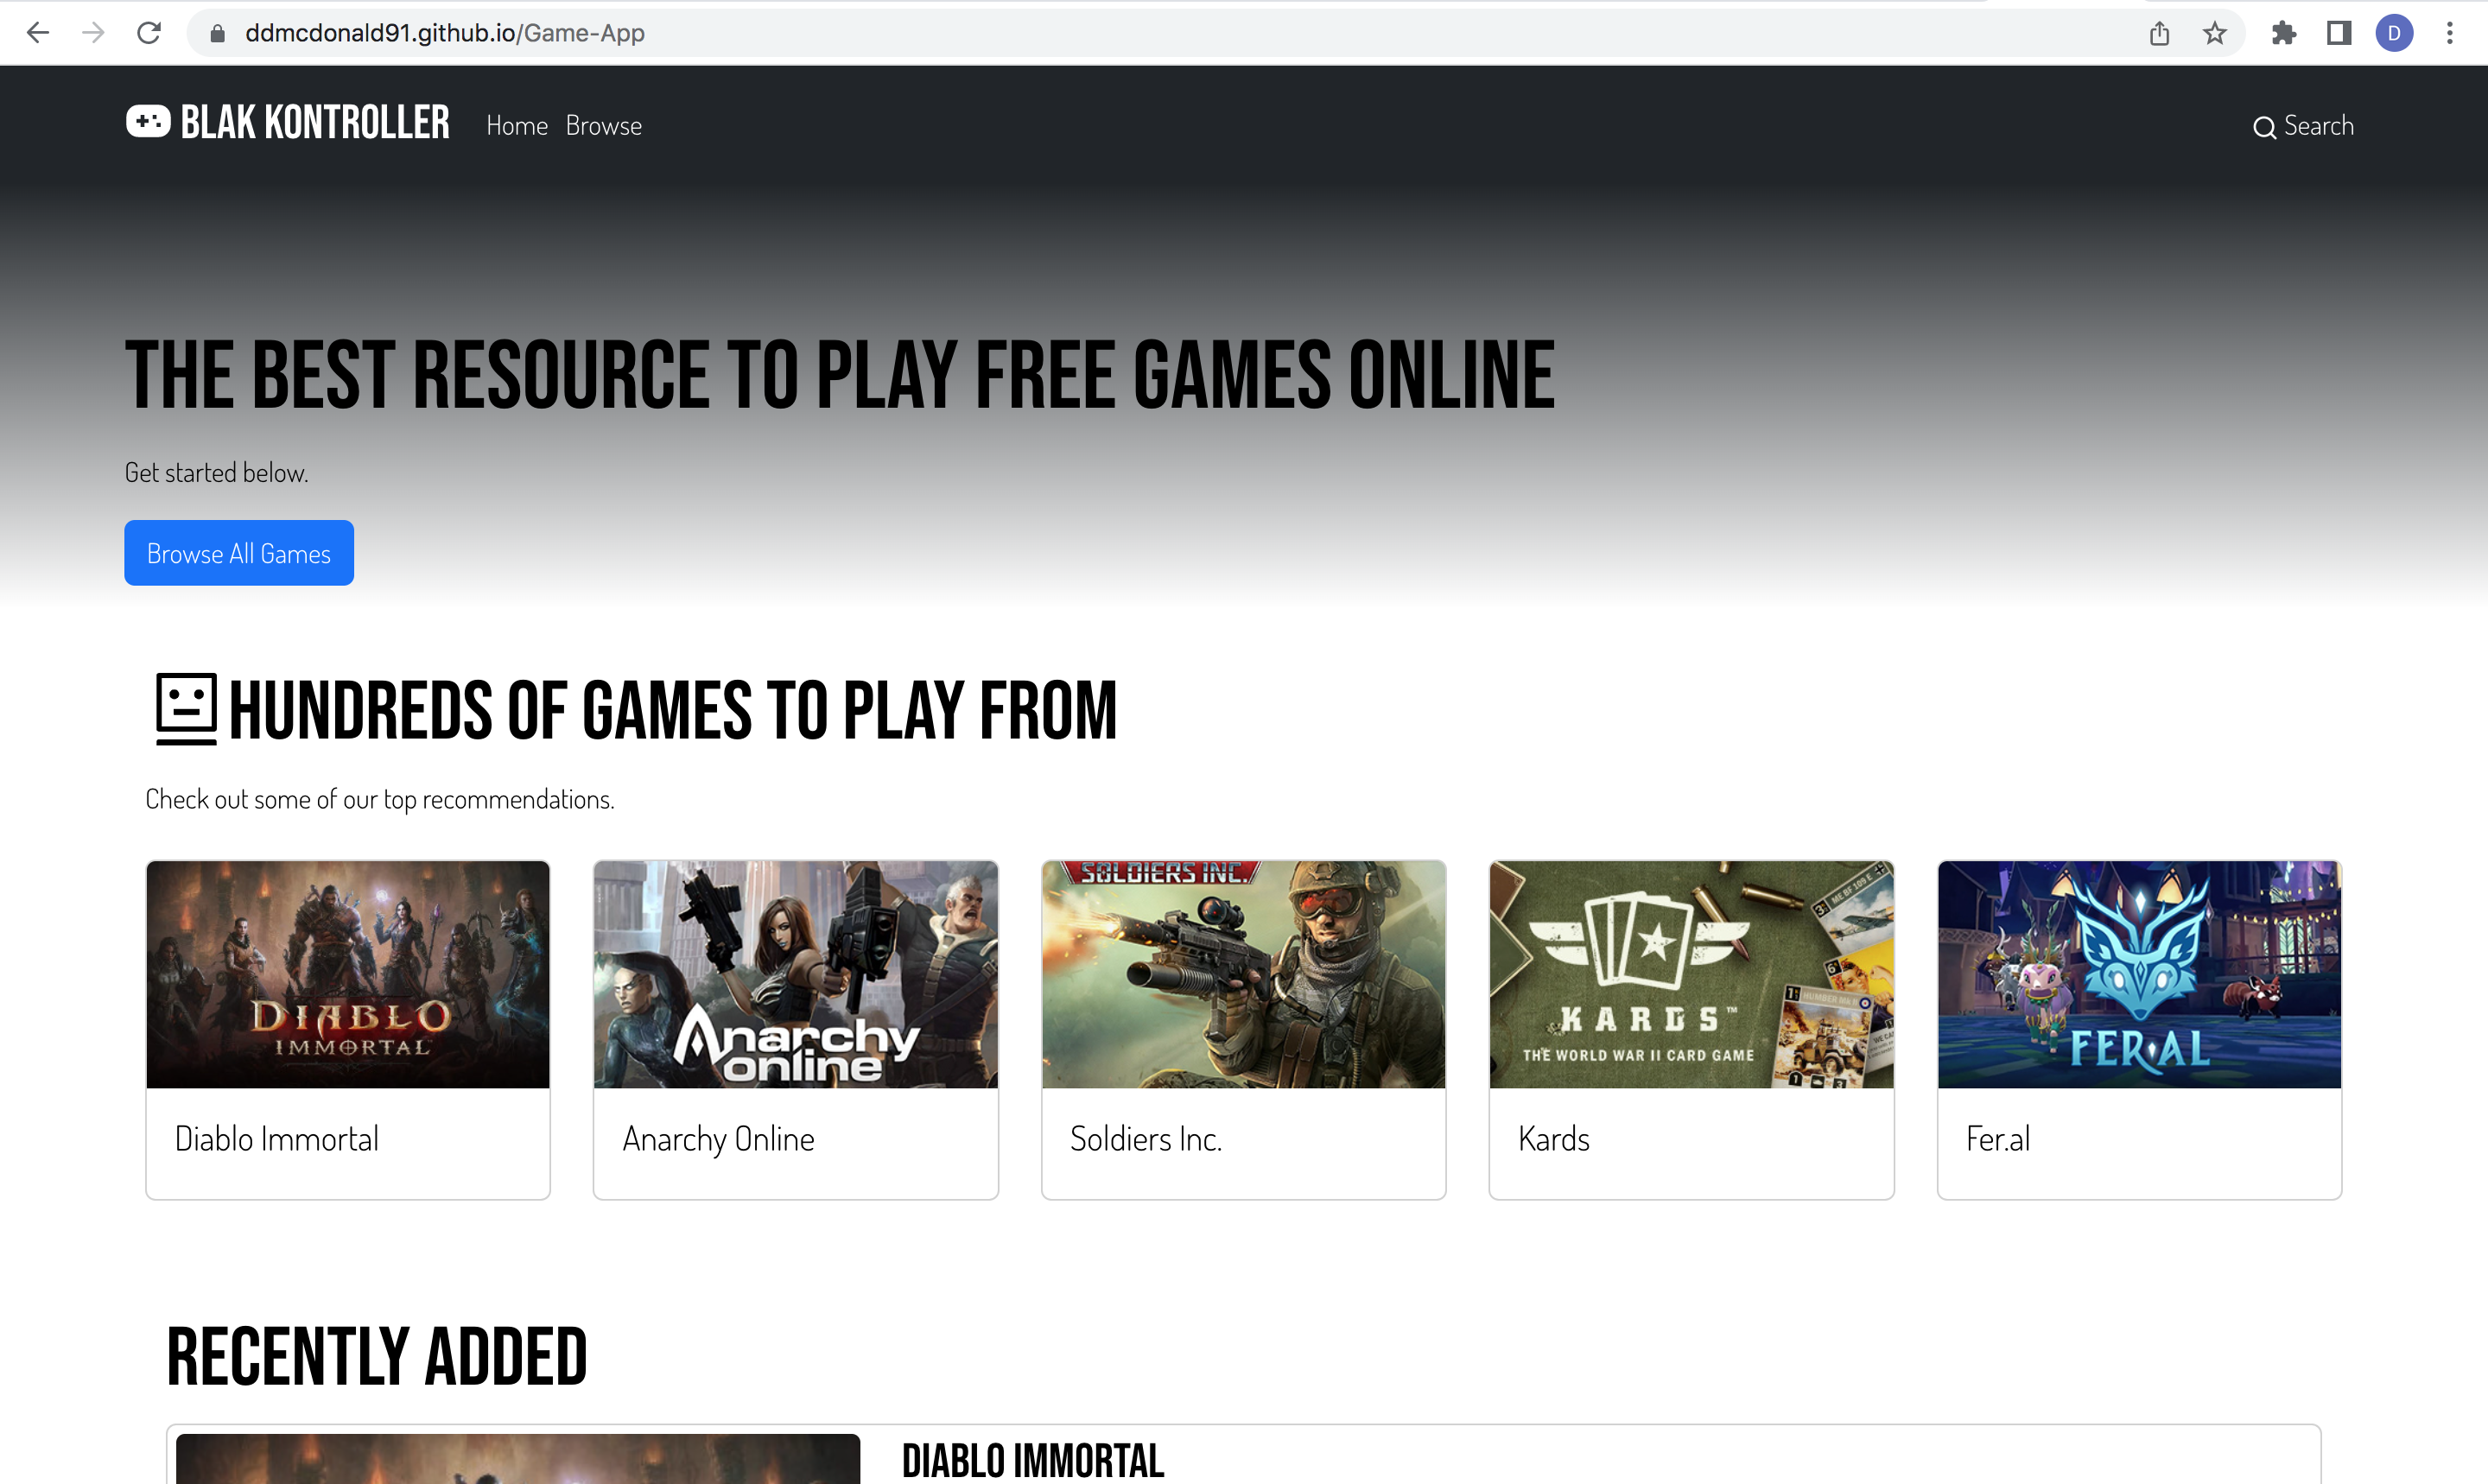 ddmcdonald91.github.io/Game-App
D
BLAK KONTROLLER
Home Browse
Search
THE BEST RESOURCE TO PLAY FREE GAMES ONLINE
Get started below.
Browse All Games
HUNDREDS OF GAMES TO PLAY FROM
Check out some of our top recommendations.
DIABLO
IMMORTAL
Anarchy
online
SOLDIERS INC.
ME BF 109 E
KARDS™
THE WORLD WAR II CARD GAME
FER.AL
Diablo Immortal
Anarchy Online
Soldiers Inc.
Kards
Fer.al
RECENTLY ADDED
DIABLO IMMORTAL